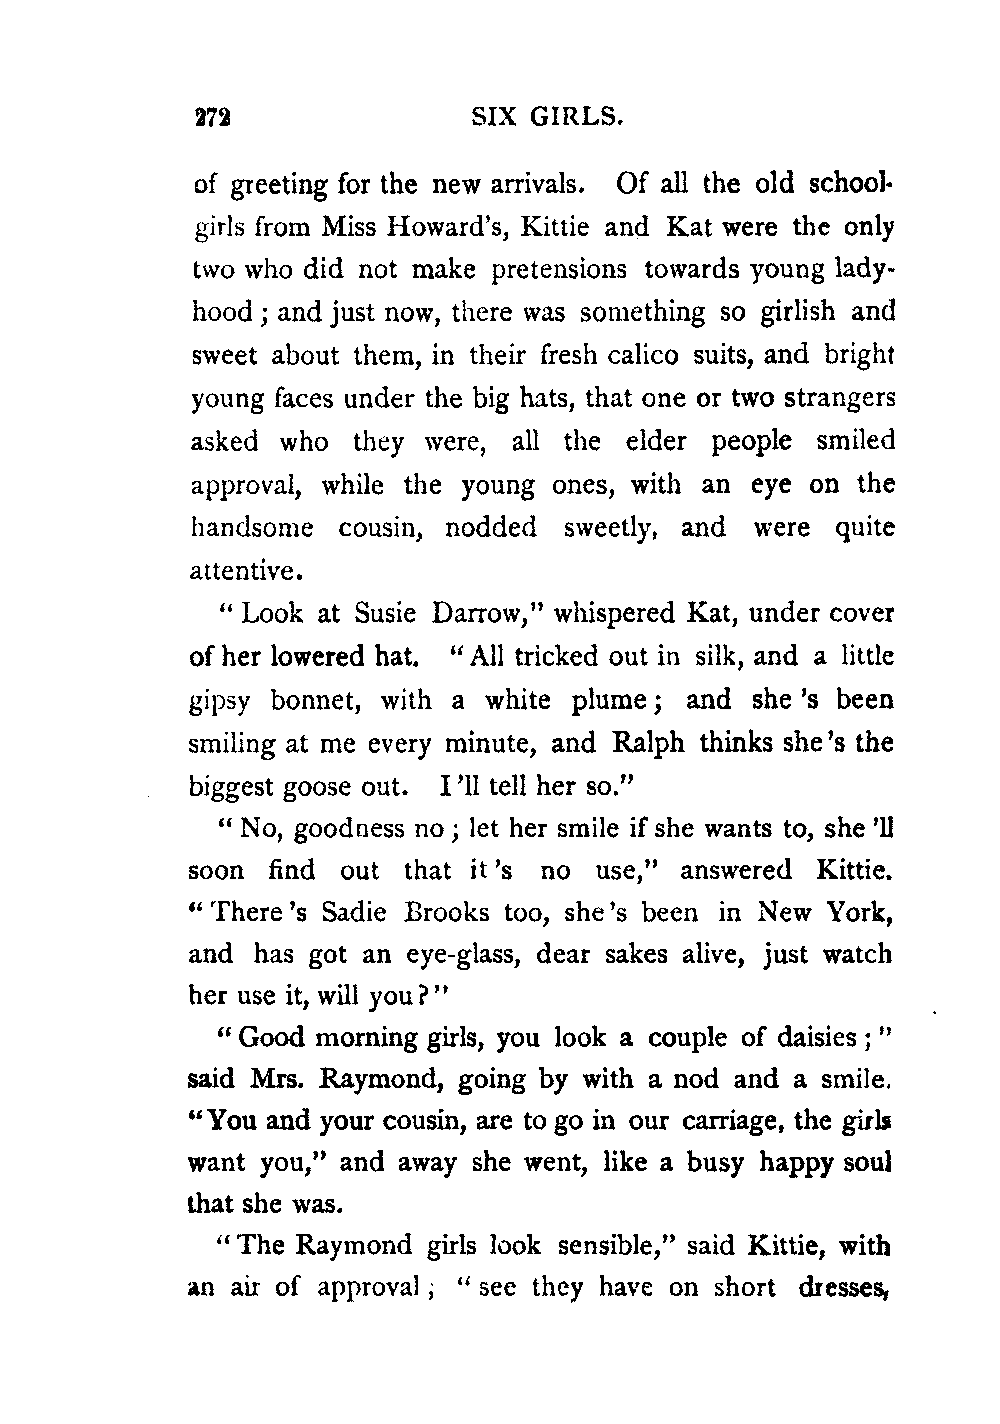 272 SIX GIRLS.
of greeting for the new arrivals. Of all the old school-
girls from Miss Howard's, Kittie and Kat were the only
two who did not make pretensions towards young lady-
hood ; and just now, there was something so girlish and
sweet about them, in their fresh calico suits, and bright
young faces under the big hats, that one or two strangers
asked who they were, all the elder people smiled
approval, while the young ones, with an eye on the
handsome cousin, nodded sweetly, and were quite
attentive.
" Look at Susie Darrow," whispered Kat, under cover
of her lowered hat. " All tricked out in silk, and a little
gipsy bonnet, with a white plume ; and she 's been
smiling at me every minute, and Ralph thinks she 's the
biggest goose out. I 'll tell her so."
" No, goodness no ; let her smile if she wants to, she 'll
soon find out that it 's no use," answered Kittie.
" There 's Sadie Brooks too, she 's been in New York,
and has got an eye-glass, dear sakes alive, just watch
her use it, will you ? "
" Good morning girls, you look a couple of daisies ; "
said Mrs. Raymond, going by with a nod and a smile.
" You and your cousin, are to go in our carriage, the girls
want you," and away she went, like a busy happy soul
that she was.
" The Raymond girls look sensible," said Kittie, with
an air of approval ; " see they have on short dresses,